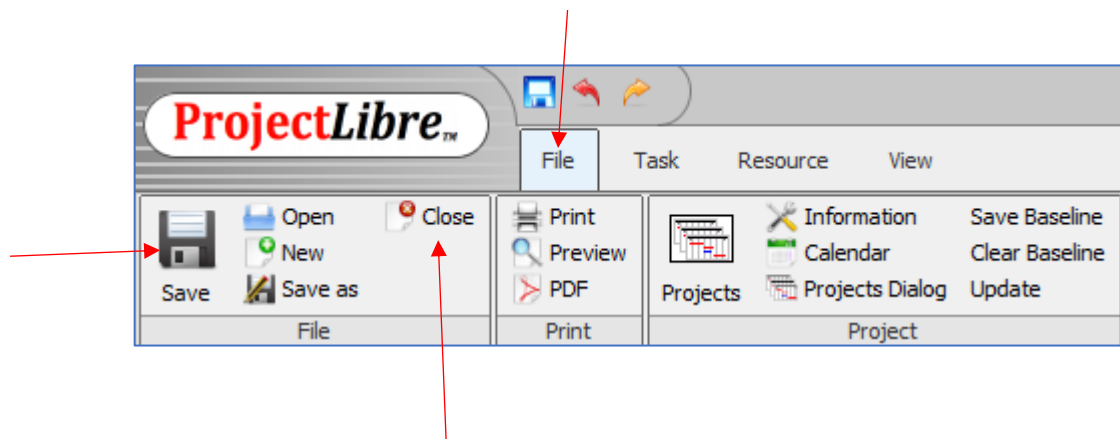 ProjectLibre™
File Task Resource View
Open Close Print Information Save Baseline
New Preview Calendar Clear Baseline
Save Save as PDF Projects Projects Dialog Update
File Print Project